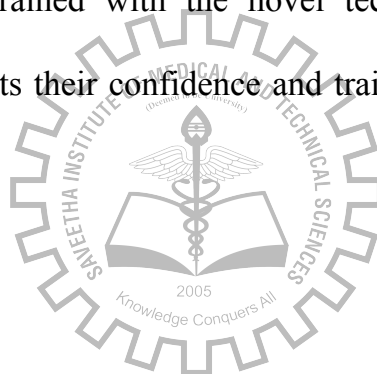 rained with the novel tec
ts their confidence and trai
SAVEETHA INSTITUTE OF MEDICAL AND TECHNICAL SCIENCES
(Deemed to be University)
2005
Knowledge Conquers All